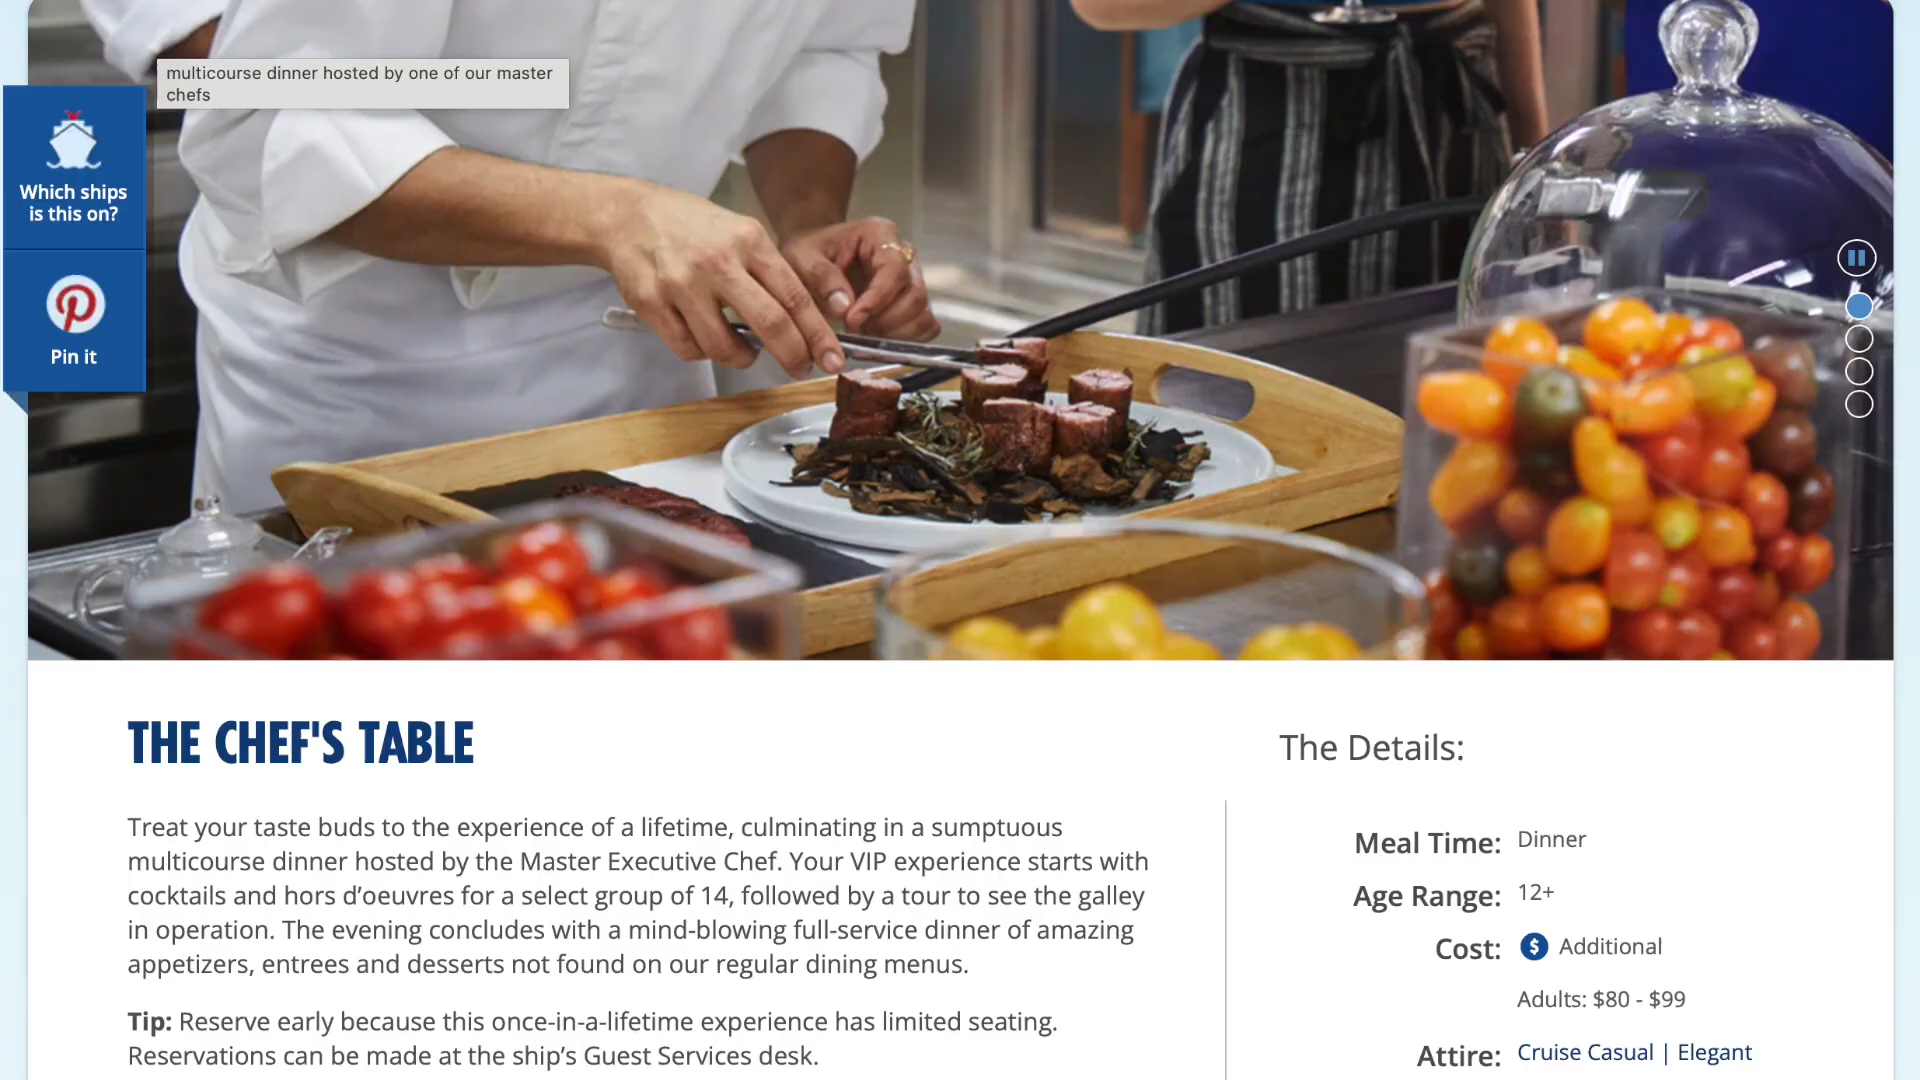 multicourse dinner hosted by one of our master
chefs
Which ships
is this on?
Pin it
THE CHEF'S TABLE
Treat your taste buds to the experience of a lifetime, culminating in a sumptuous
multicourse dinner hosted by the Master Executive Chef. Your VIP experience starts with
cocktails and hors d’oeuvres for a select group of 14, followed by a tour to see the galley
in operation. The evening concludes with a mind-blowing full-service dinner of amazing
appetizers, entrees and desserts not found on our regular dining menus.
Tip: Reserve early because this once-in-a-lifetime experience has limited seating.
Reservations can be made at the ship’s Guest Services desk.
The Details:
Meal Time: Dinner
Age Range: 12+
Cost: $ Additional
Adults: $80 - $99
Attire: Cruise Casual | Elegant